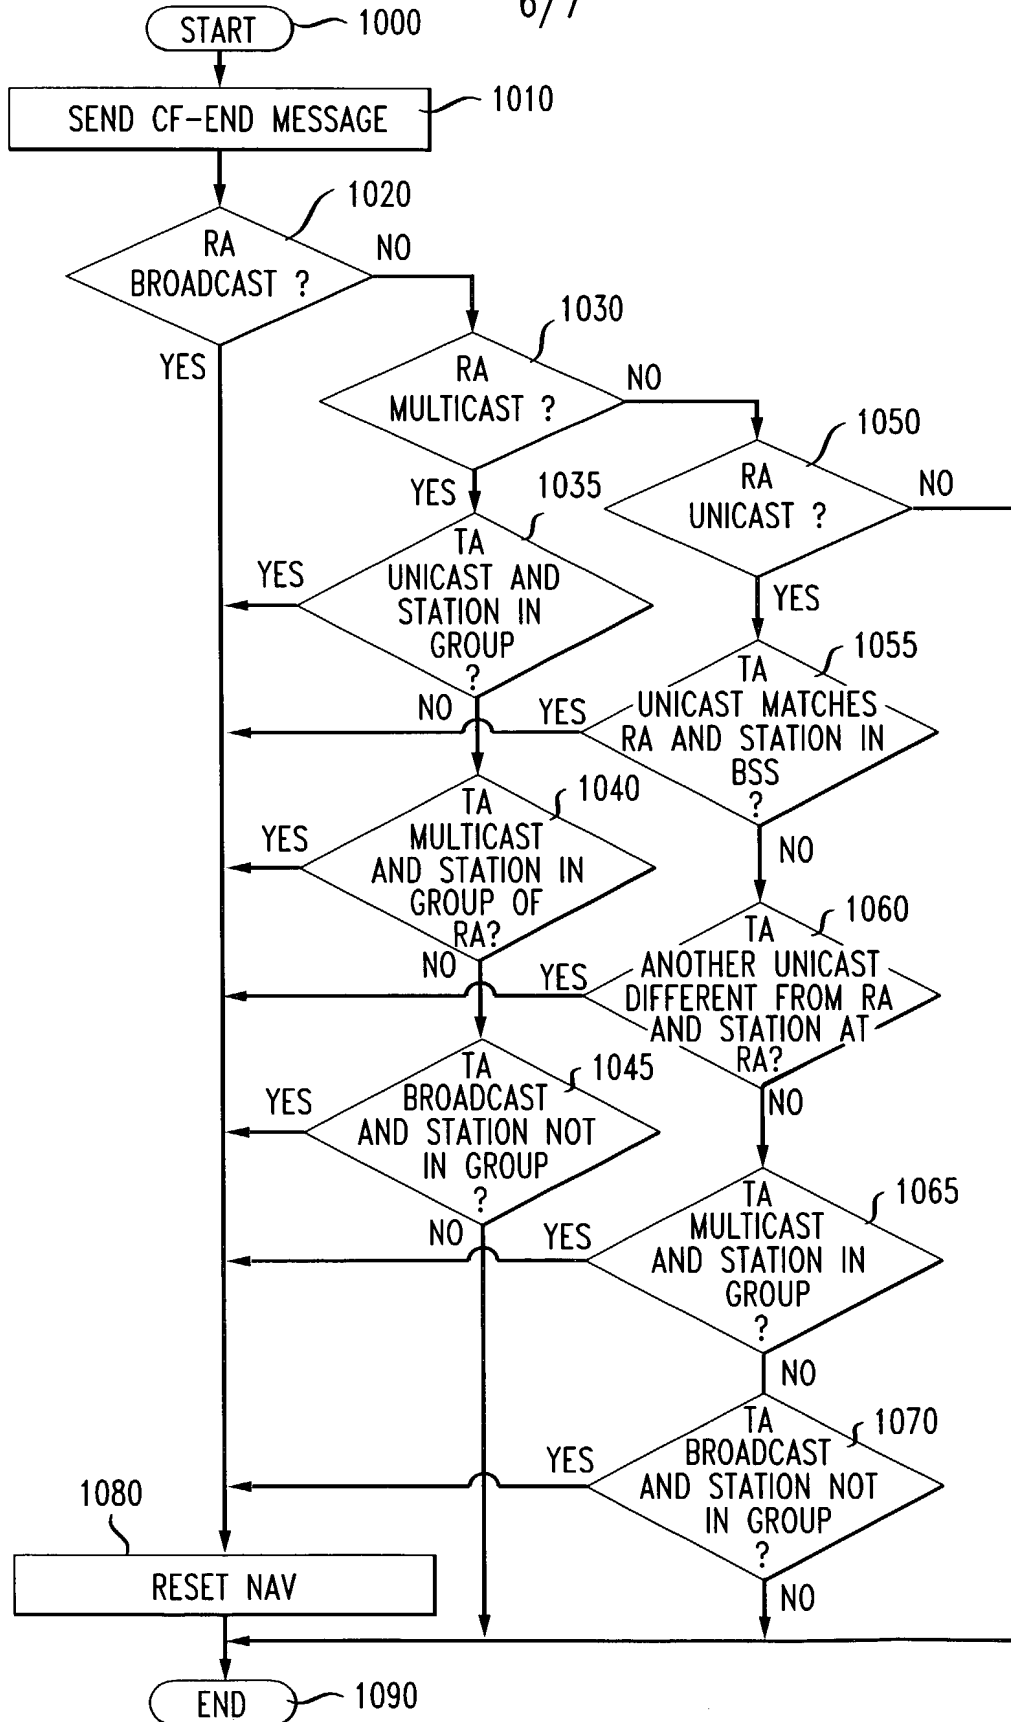 6/7
START
1000
SEND CF-END MESSAGE
1010
1020
RA
BROADCAST ?
NO
YES
1030
RA
MULTICAST ?
NO
YES
1050
RA
UNICAST ?
NO
YES
1035
TA
UNICAST AND
STATION IN
GROUP
?
YES
NO
1055
TA
UNICAST MATCHES
RA AND STATION IN
BSS
?
YES
NO
1040
TA
MULTICAST
AND STATION IN
GROUP OF
RA?
YES
NO
1060
TA
ANOTHER UNICAST
DIFFERENT FROM RA
AND STATION AT
RA?
YES
NO
1045
TA
BROADCAST
AND STATION NOT
IN GROUP
?
YES
NO
1065
TA
MULTICAST
AND STATION IN
GROUP
?
YES
NO
1070
TA
BROADCAST
AND STATION NOT
IN GROUP
?
YES
NO
1080
RESET NAV
END
1090